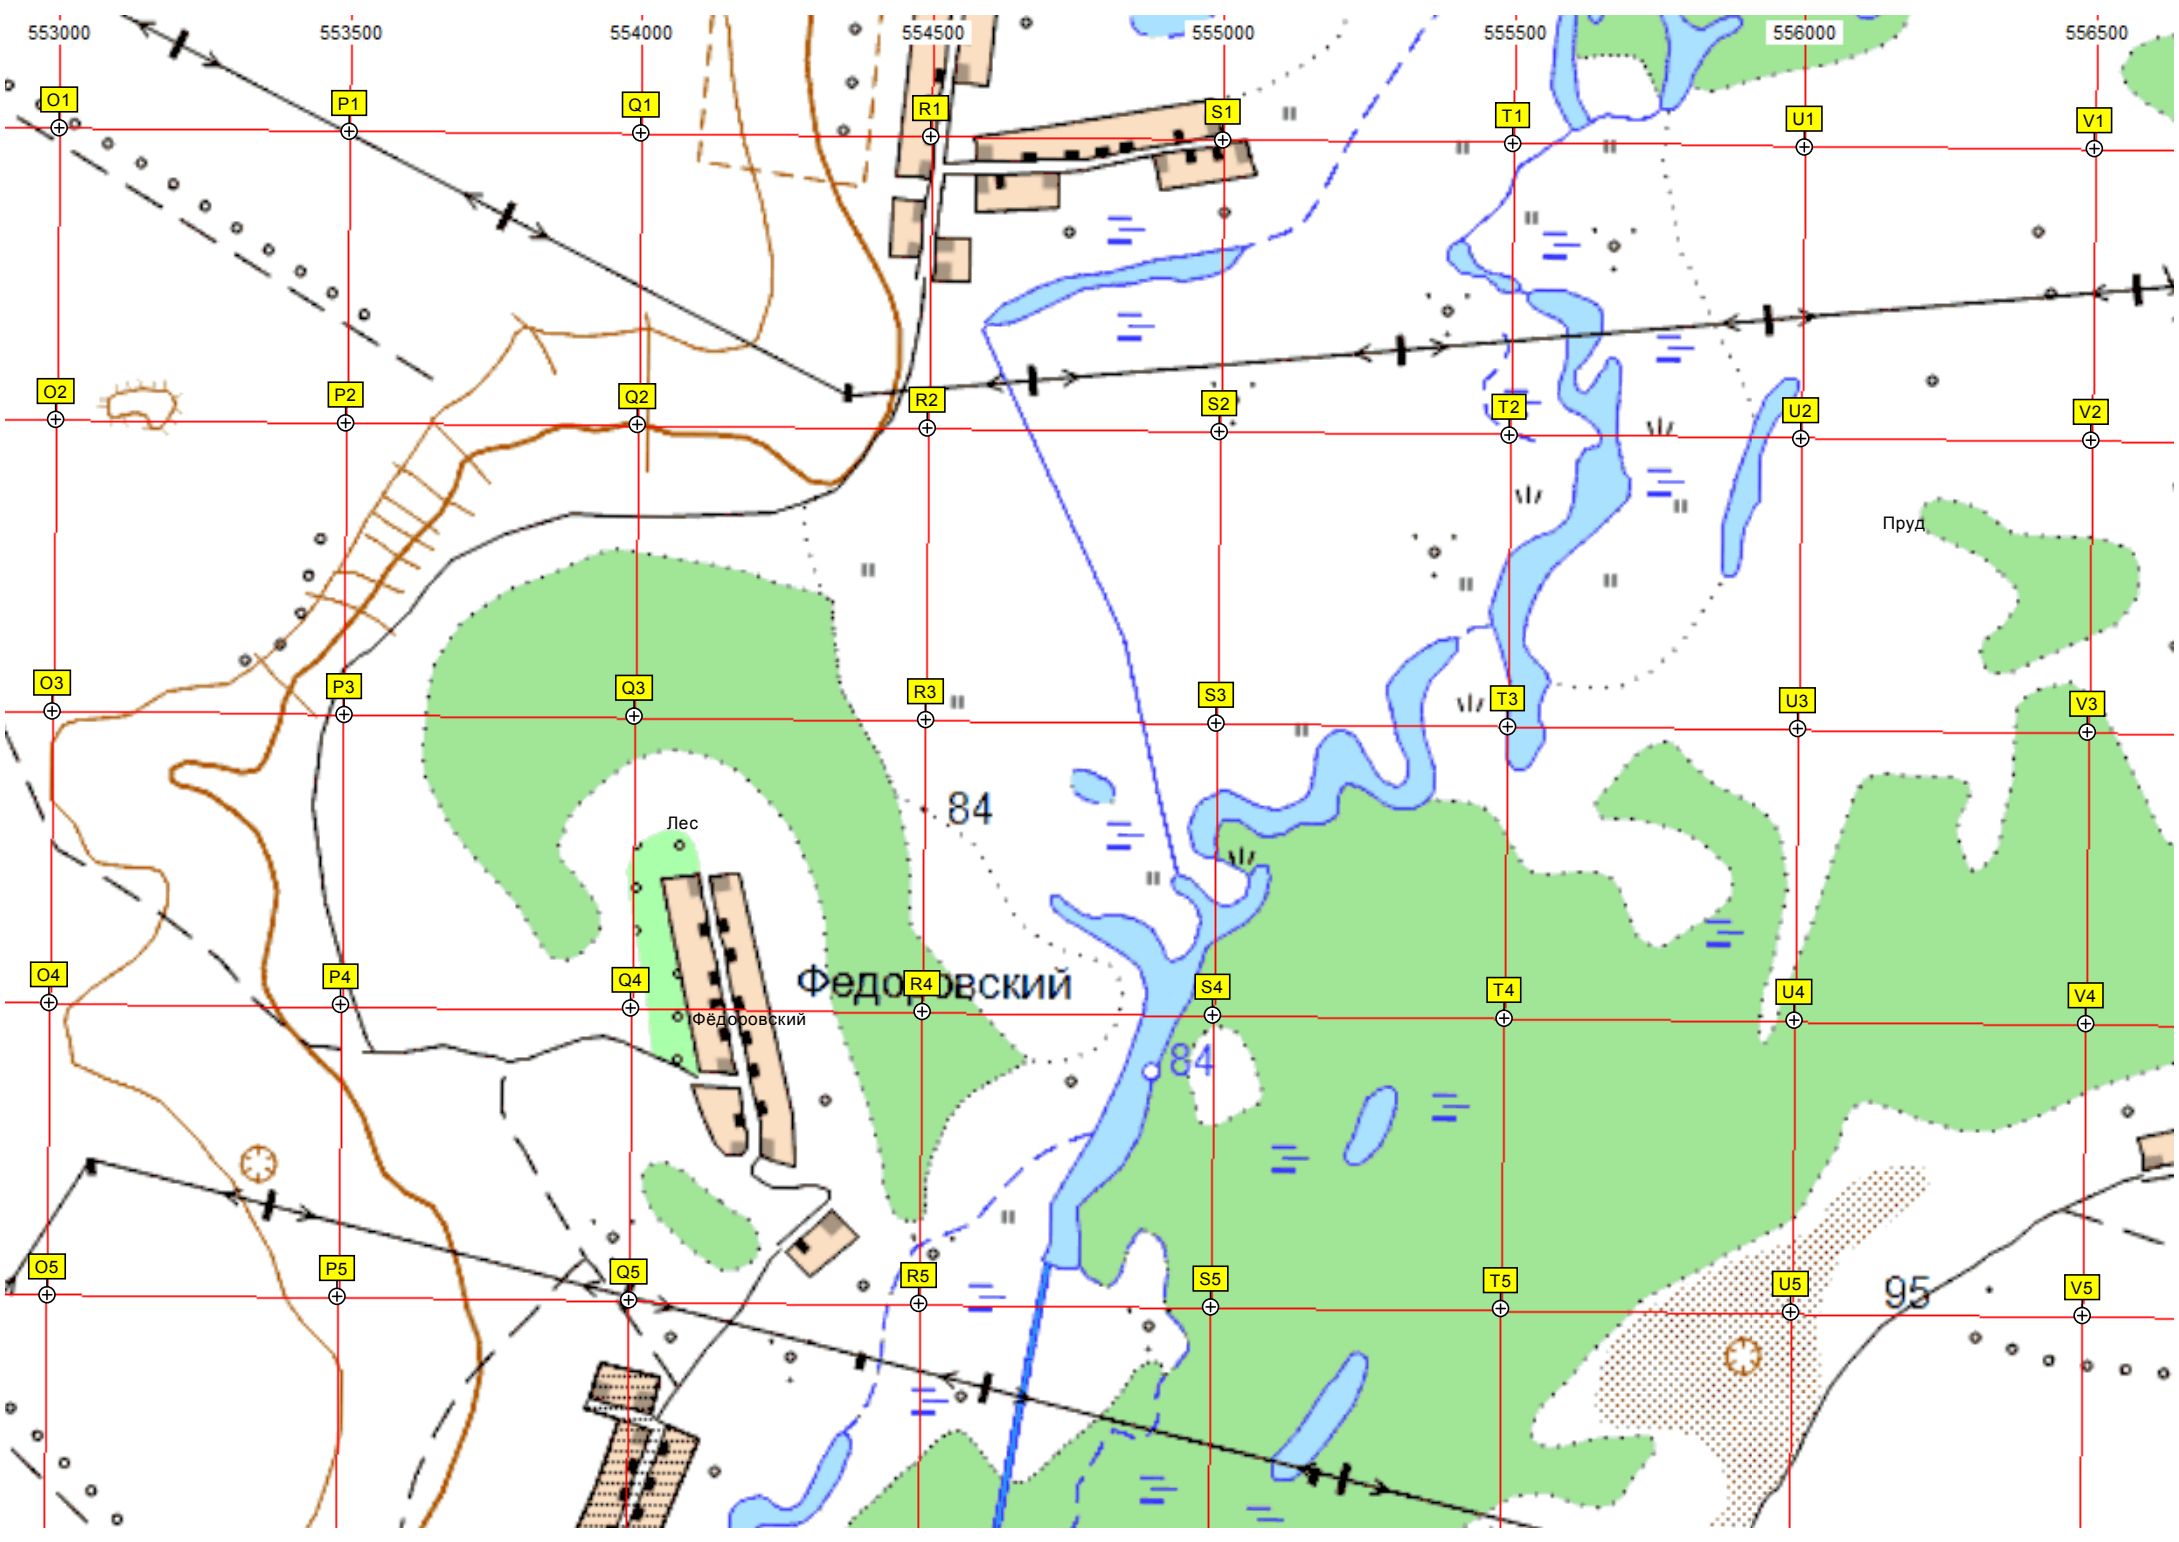 553000 553500 554000 554500 555000 555500 556000 556500
O1 P1 Q1 R1 S1 T1 U1 V1
O2 P2 Q2 R2 S2 T2 U2 V2
Пруд
O3 P3 Q3 R3 S3 T3 U3 V3
84
Лес
O4 P4 Q4 Федоровский R4 S4 T4 U4 V4
Фёдоровский
84
O5 P5 Q5 R5 S5 T5 U5 95 V5